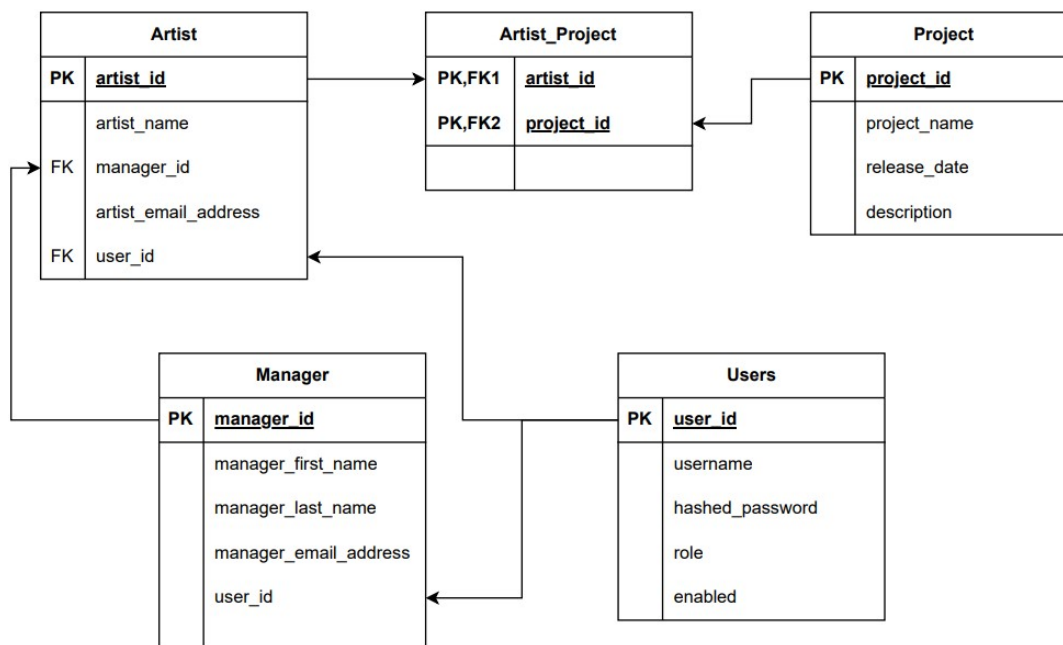 Artist
PK artist_id
artist_name
FK manager_id
artist_email_address
FK user_id
Artist_Project
PK,FK1 artist_id
PK,FK2 project_id
Project
PK project_id
project_name
release_date
description
Manager
PK manager_id
manager_first_name
manager_last_name
manager_email_address
user_id
Users
PK user_id
username
hashed_password
role
enabled